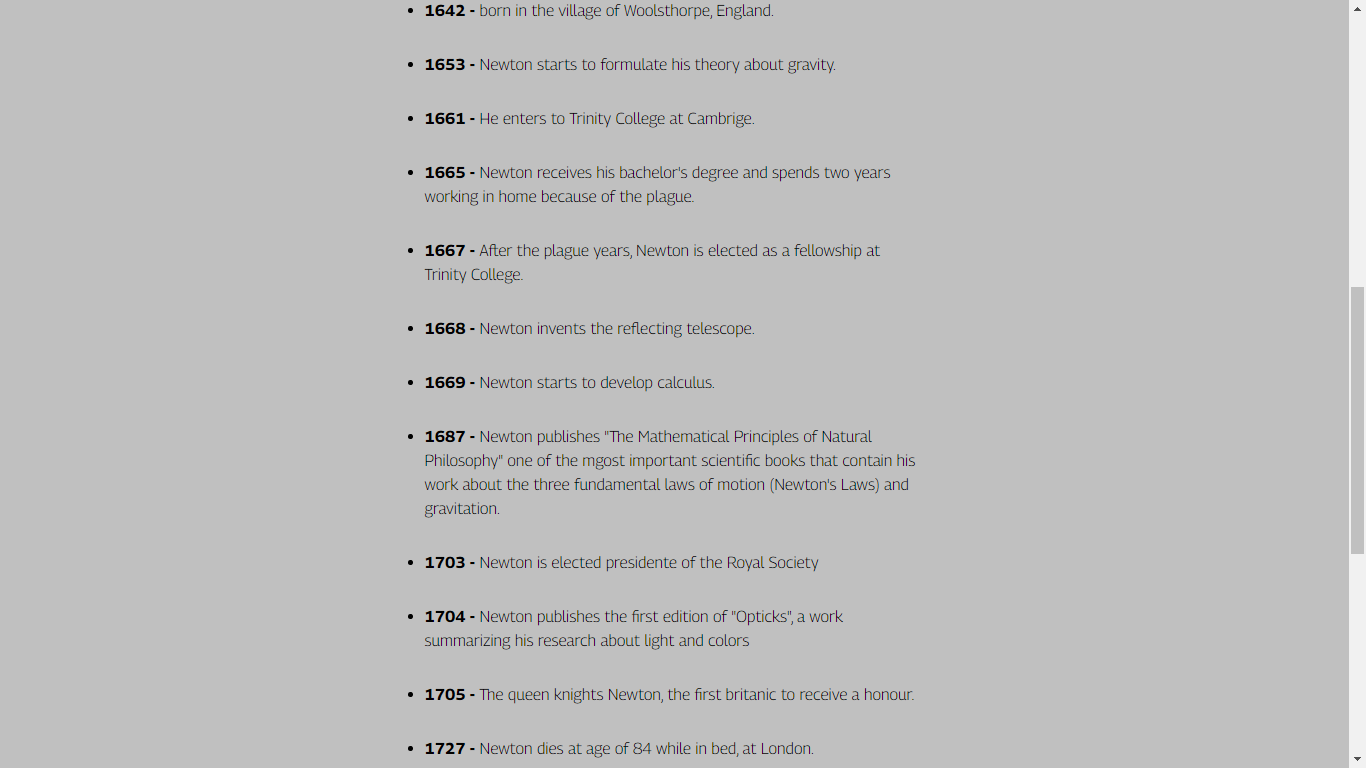 1642 - born in the village of Woolsthorpe, England.
1653 - Newton starts to formulate his theory about gravity.
1661 - He enters to Trinity College at Cambrige.
1665 - Newton receives his bachelor's degree and spends two years
working in home because of the plague.
1667 - After the plague years, Newton is elected as a fellowship at
Trinity College.
1668 - Newton invents the reflecting telescope.
1669 - Newton starts to develop calculus.
1687 - Newton publishes "The Mathematical Principles of Natural
Philosophy" one of the mgost important scientific books that contain his
work about the three fundamental laws of motion (Newton's Laws) and
gravitation.
1703 - Newton is elected presidente of the Royal Society
1704 - Newton publishes the first edition of "Opticks", a work
summarizing his research about light and colors
1705 - The queen knights Newton, the first britanic to receive a honour.
1727 - Newton dies at age of 84 while in bed, at London.